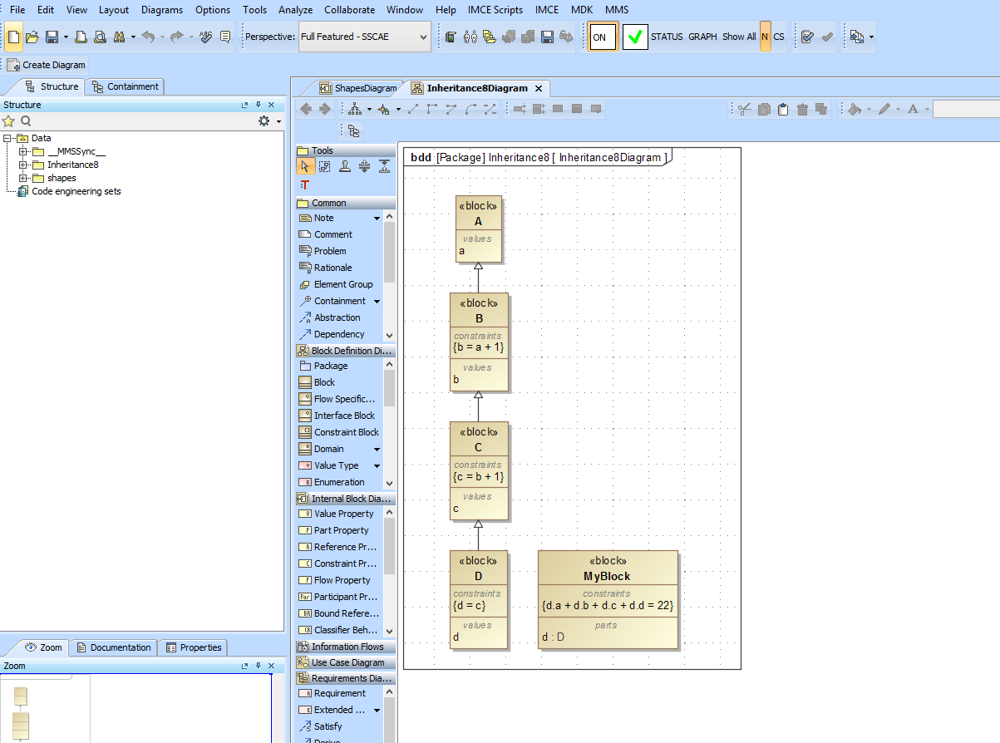 File Edit View Layout Diagrams Options Tools Analyze Collaborate Window Help IMCE Scripts IMCE MDK MMS
Perspective: Full Featured - SSCAE ON STATUS GRAPH Show All N CS
Create Diagram
Structure Containment
ShapesDiagram Inheritance8Diagram
Structure
Data
__MMSSync__
Inheritance8
shapes
Code engineering sets
Zoom Documentation Properties
Zoom
Tools
Common
Note
Comment
Problem
Rationale
Element Group
Containment
Abstraction
Dependency
Block Definition Di...
Package
Block
Flow Specific...
Interface Block
Constraint Block
Domain
Value Type
Enumeration
Internal Block Dia...
Value Property
Part Property
Reference Pr...
Constraint Pr...
Flow Property
Participant Pr...
Bound Refere...
Classifier Beh...
Information Flows
Use Case Diagram
Requirements Dia...
Requirement
Extended ...
Satisfy
Derive
bdd [Package] Inheritance8 [ Inheritance8Diagram ]
«block»
A
values
a
«block»
B
constraints
{b = a + 1}
values
b
«block»
C
constraints
{c = b + 1}
values
c
«block»
D
constraints
{d = c}
values
d
«block»
MyBlock
constraints
{d.a + d.b + d.c + d.d = 22}
parts
d : D